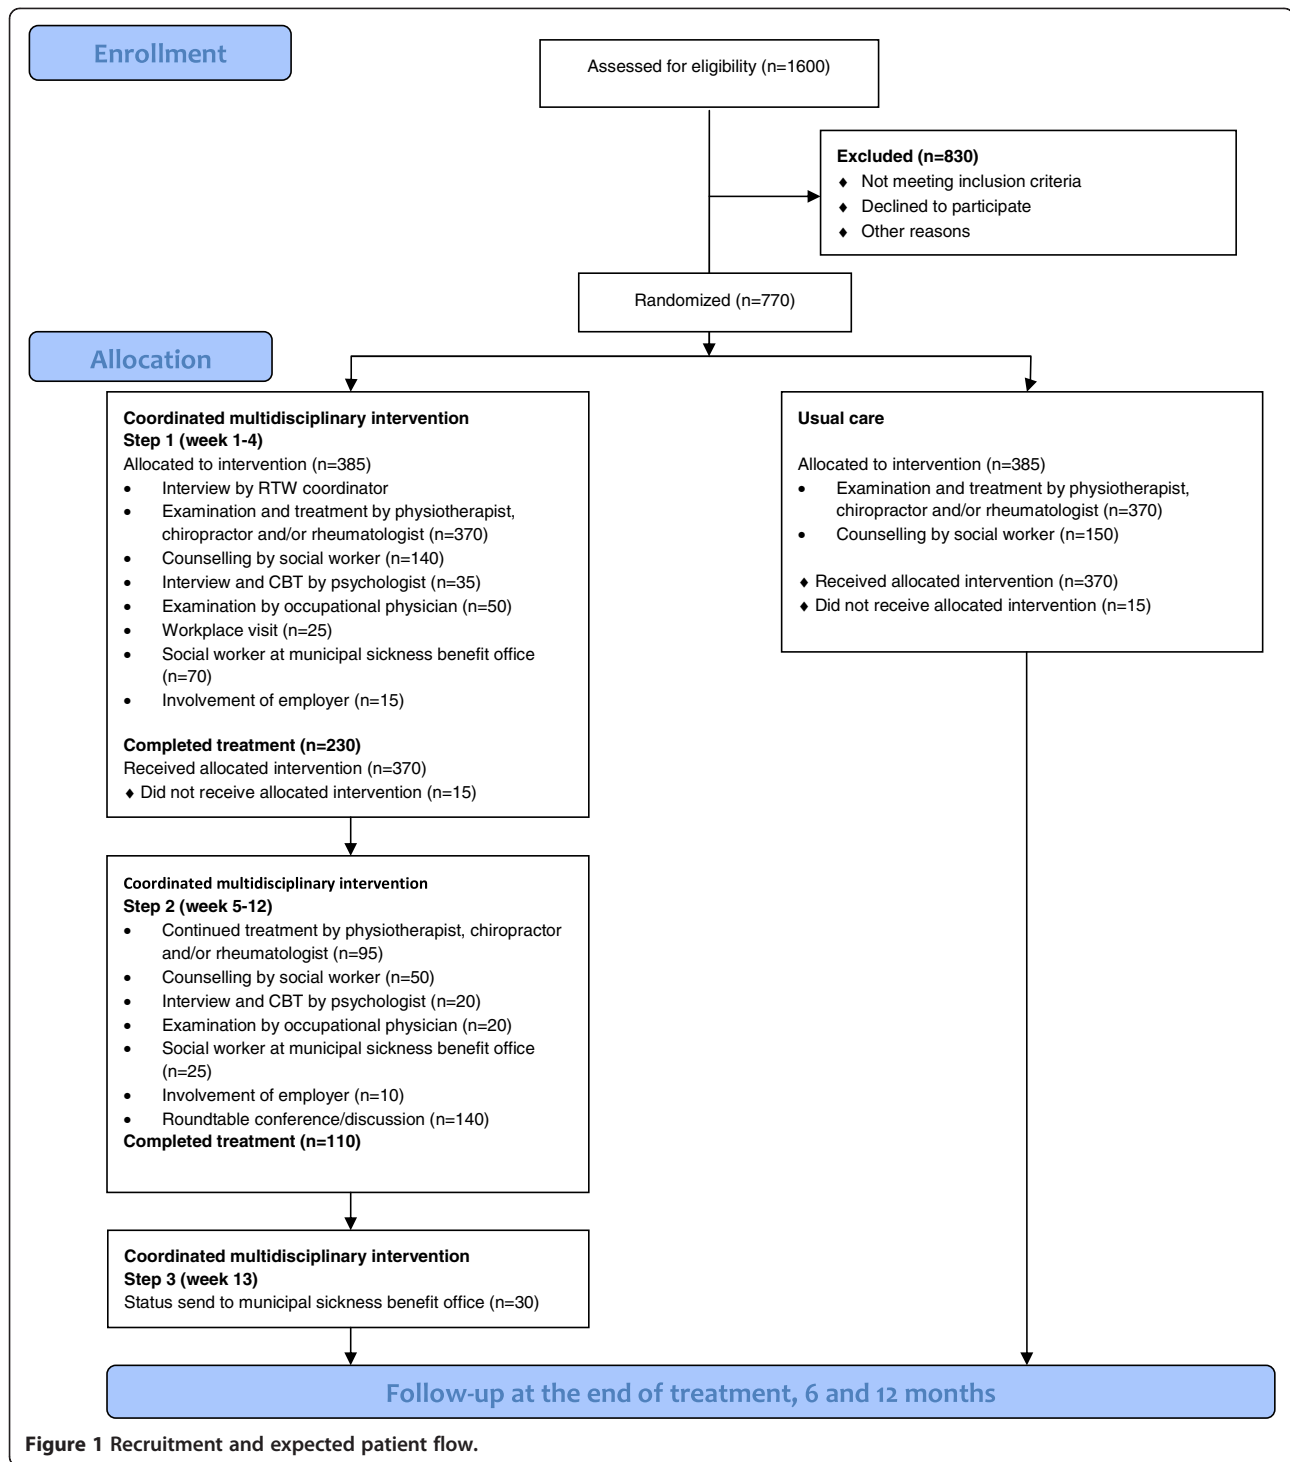 Enrollment
Assessed for eligibility (n=1600)
Excluded (n=830)
♦ Not meeting inclusion criteria
♦ Declined to participate
♦ Other reasons
Randomized (n=770)
Allocation
Coordinated multidisciplinary intervention
Step 1 (week 1-4)
Allocated to intervention (n=385)
• Interview by RTW coordinator
• Examination and treatment by physiotherapist,
chiropractor and/or rheumatologist (n=370)
• Counselling by social worker (n=140)
• Interview and CBT by psychologist (n=35)
• Examination by occupational physician (n=50)
• Workplace visit (n=25)
• Social worker at municipal sickness benefit office
(n=70)
• Involvement of employer (n=15)
Completed treatment (n=230)
Received allocated intervention (n=370)
♦ Did not receive allocated intervention (n=15)
Usual care
Allocated to intervention (n=385)
• Examination and treatment by physiotherapist,
chiropractor and/or rheumatologist (n=370)
• Counselling by social worker (n=150)
♦ Received allocated intervention (n=370)
♦ Did not receive allocated intervention (n=15)
Coordinated multidisciplinary intervention
Step 2 (week 5-12)
• Continued treatment by physiotherapist, chiropractor
and/or rheumatologist (n=95)
• Counselling by social worker (n=50)
• Interview and CBT by psychologist (n=20)
• Examination by occupational physician (n=20)
• Social worker at municipal sickness benefit office
(n=25)
• Involvement of employer (n=10)
• Roundtable conference/discussion (n=140)
Completed treatment (n=110)
Coordinated multidisciplinary intervention
Step 3 (week 13)
Status send to municipal sickness benefit office (n=30)
Follow-up at the end of treatment, 6 and 12 months
Figure 1 Recruitment and expected patient flow.